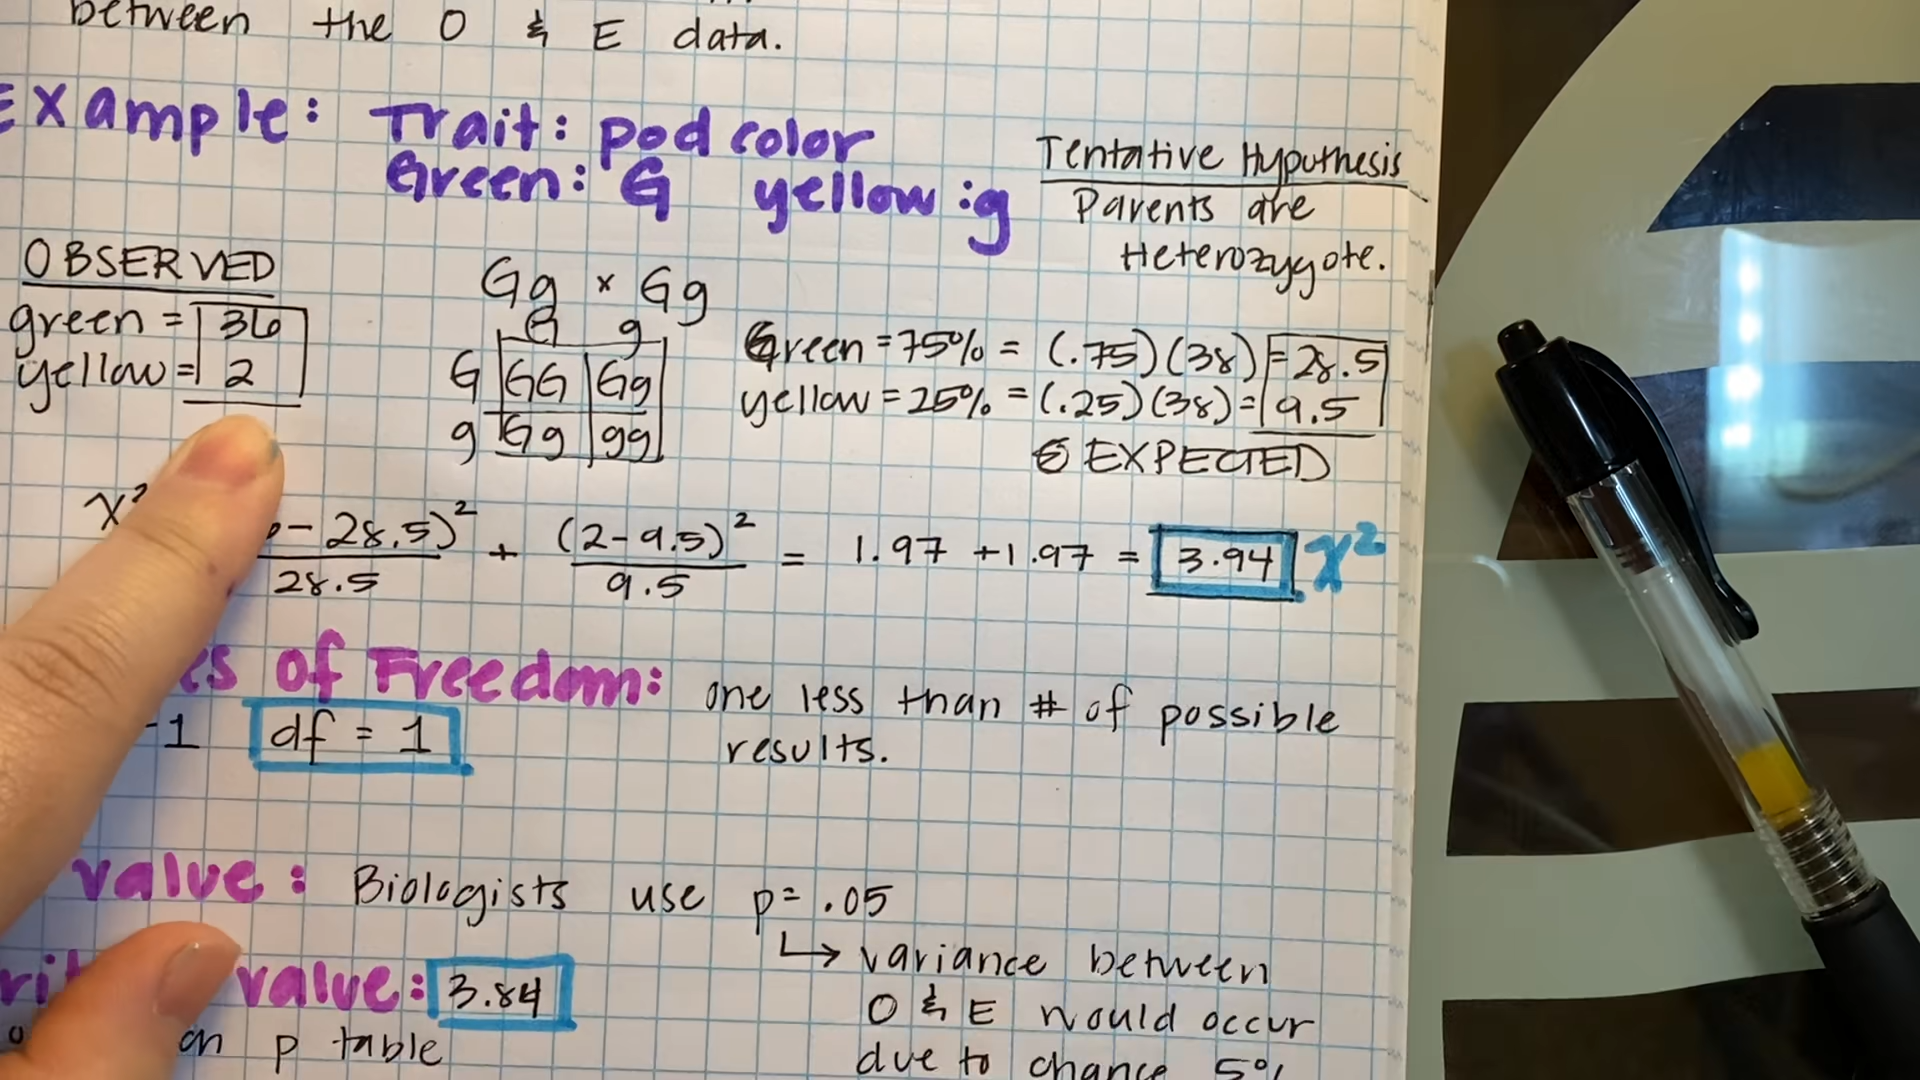 between the O & E data.
Example: Trait: pod color
Green: G yellow: g
Tentative Hypothesis
Parents are
Heterozygote.
OBSERVED
green = 36
yellow = 2
Gg × Gg
G g
G GG Gg
g Gg gg
Green = 75% = (.75)(38) = 28.5
yellow = 25% = (.25)(38) = 9.5
EXPECTED
χ² - 28.5)² + (2-9.5)² = 1.97 + 1.97 = 3.94 χ²
28.5 9.5
of Freedom: one less than # of possible
results.
-1 df = 1
value: Biologists use p = .05
↳ variance between
O & E would occur
due to chance 5%
value: 3.84
on p table